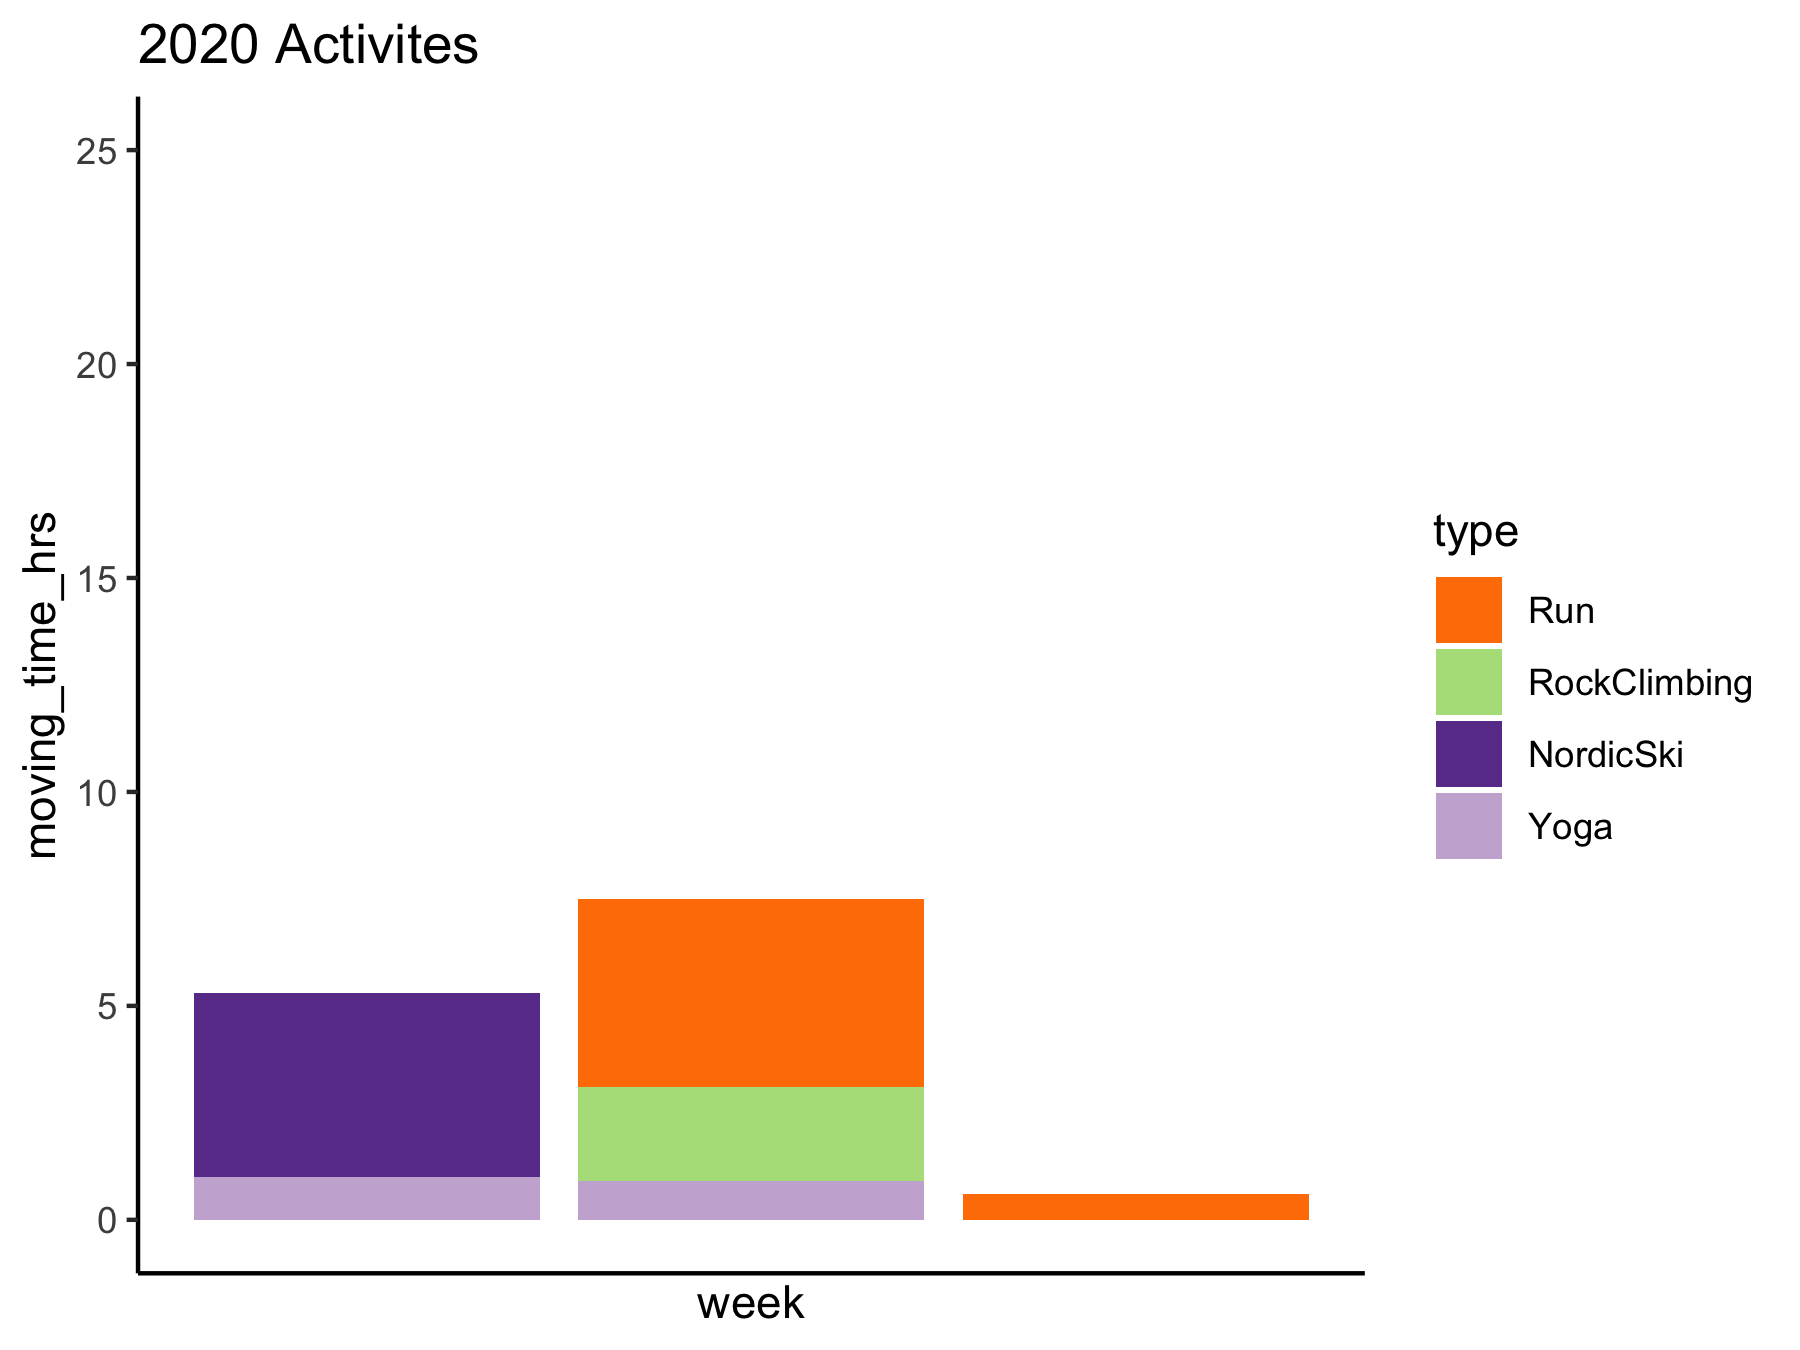 2020 Activites
25
20
15
10
5
0
moving_time_hrs
week
type
Run
RockClimbing
NordicSki
Yoga